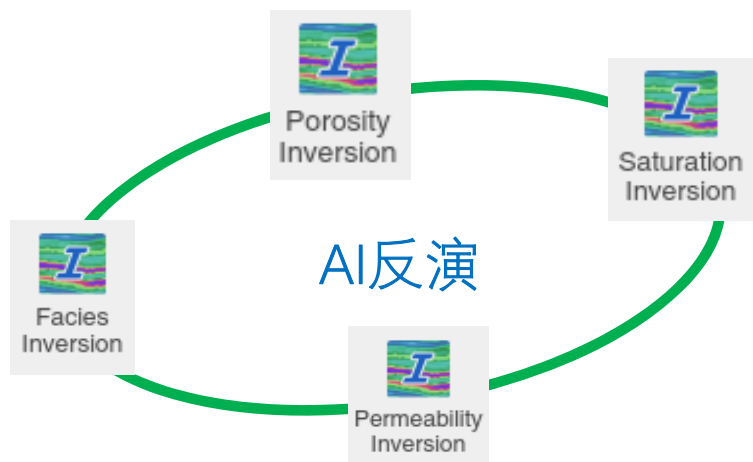 Porosity
Inversion
Saturation
Inversion
AI反演
Facies
Inversion
Permeability
Inversion